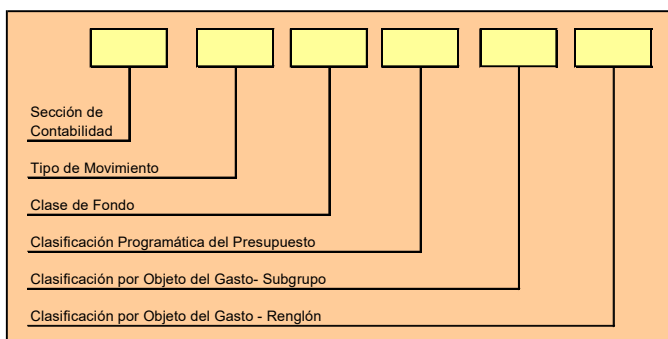 Sección de
Contabilidad
Tipo de Movimiento
Clase de Fondo
Clasificación Programática del Presupuesto
Clasificación por Objeto del Gasto- Subgrupo
Clasificación por Objeto del Gasto - Renglón